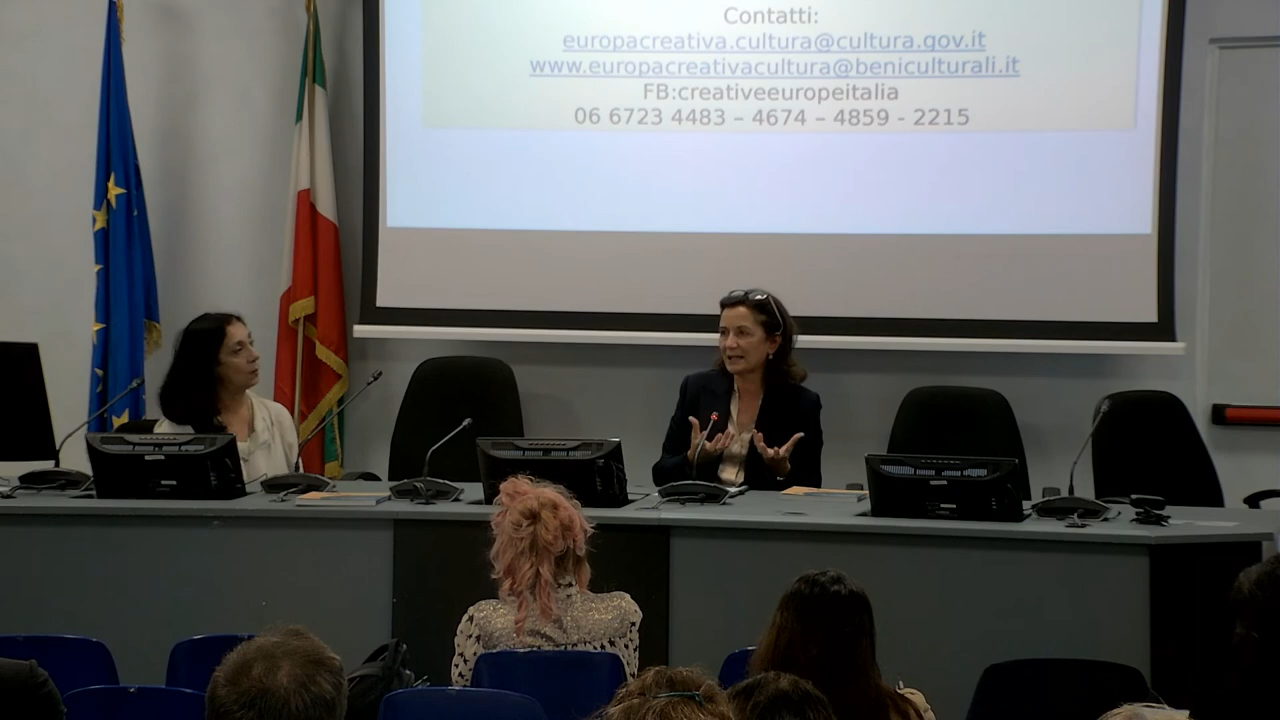 Contatti:
europacreativa.cultura@cultura.gov.it
www.europacreativacultura@beniculturali.it
FB:creativeeuropeitalia
06 6723 4483 – 4674 – 4859 - 2215